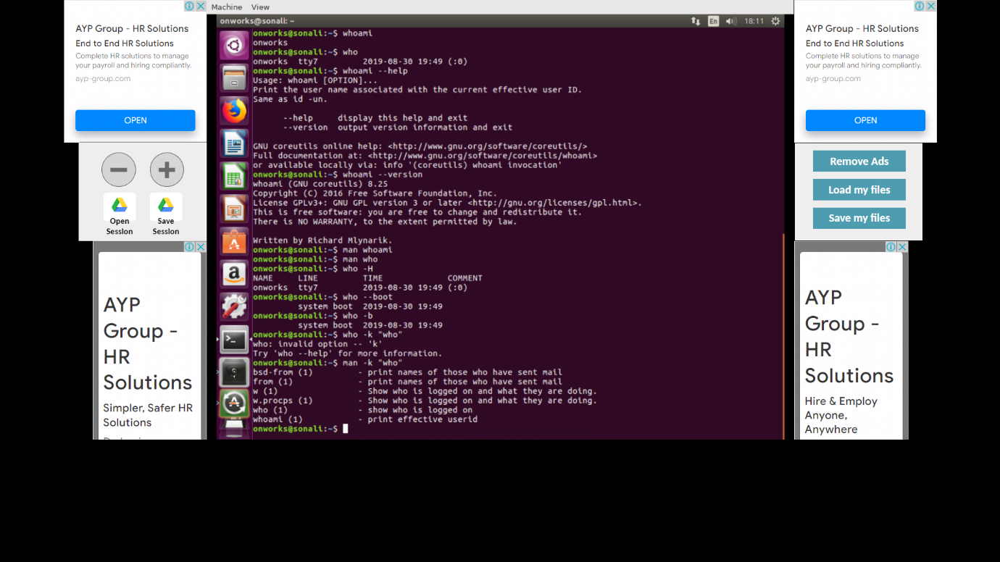 AYP Group - HR Solutions
End to End HR Solutions
Complete HR solutions to manage
your payroll and hiring compliantly.
ayp-group.com
OPEN
Open
Session
Save
Session
AYP
Group -
HR
Solutions
Simpler, Safer HR
Solutions
Machine View
onworks@sonali: ~
En
18:11
onworks@sonali:~$ whoami
onworks
onworks@sonali:~$ who
onworks  tty7         2019-08-30 19:49 (:0)
onworks@sonali:~$ whoami --help
Usage: whoami [OPTION]...
Print the user name associated with the current effective user ID.
Same as id -un.
      --help     display this help and exit
      --version  output version information and exit
GNU coreutils online help: <http://www.gnu.org/software/coreutils/>
Full documentation at: <http://www.gnu.org/software/coreutils/whoami>
or available locally via: info '(coreutils) whoami invocation'
onworks@sonali:~$ whoami --version
whoami (GNU coreutils) 8.25
Copyright (C) 2016 Free Software Foundation, Inc.
License GPLv3+: GNU GPL version 3 or later <http://gnu.org/licenses/gpl.html>.
This is free software: you are free to change and redistribute it.
There is NO WARRANTY, to the extent permitted by law.
Written by Richard Mlynarik.
onworks@sonali:~$ man whoami
onworks@sonali:~$ man who
onworks@sonali:~$ who -H
NAME     LINE         TIME             COMMENT
onworks  tty7         2019-08-30 19:49 (:0)
onworks@sonali:~$ who --boot
         system boot  2019-08-30 19:49
onworks@sonali:~$ who -b
         system boot  2019-08-30 19:49
onworks@sonali:~$ who -k "who"
who: invalid option -- 'k'
Try 'who --help' for more information.
onworks@sonali:~$ man -k "who"
bsd-from (1)         - print names of those who have sent mail
from (1)             - print names of those who have sent mail
w (1)                - Show who is logged on and what they are doing.
w.procps (1)         - Show who is logged on and what they are doing.
who (1)              - show who is logged on
whoami (1)           - print effective userid
onworks@sonali:~$
AYP Group - HR Solutions
End to End HR Solutions
Complete HR solutions to manage
your payroll and hiring compliantly.
ayp-group.com
OPEN
Remove Ads
Load my files
Save my files
AYP
Group -
HR
Solutions
Hire & Employ
Anyone,
Anywhere